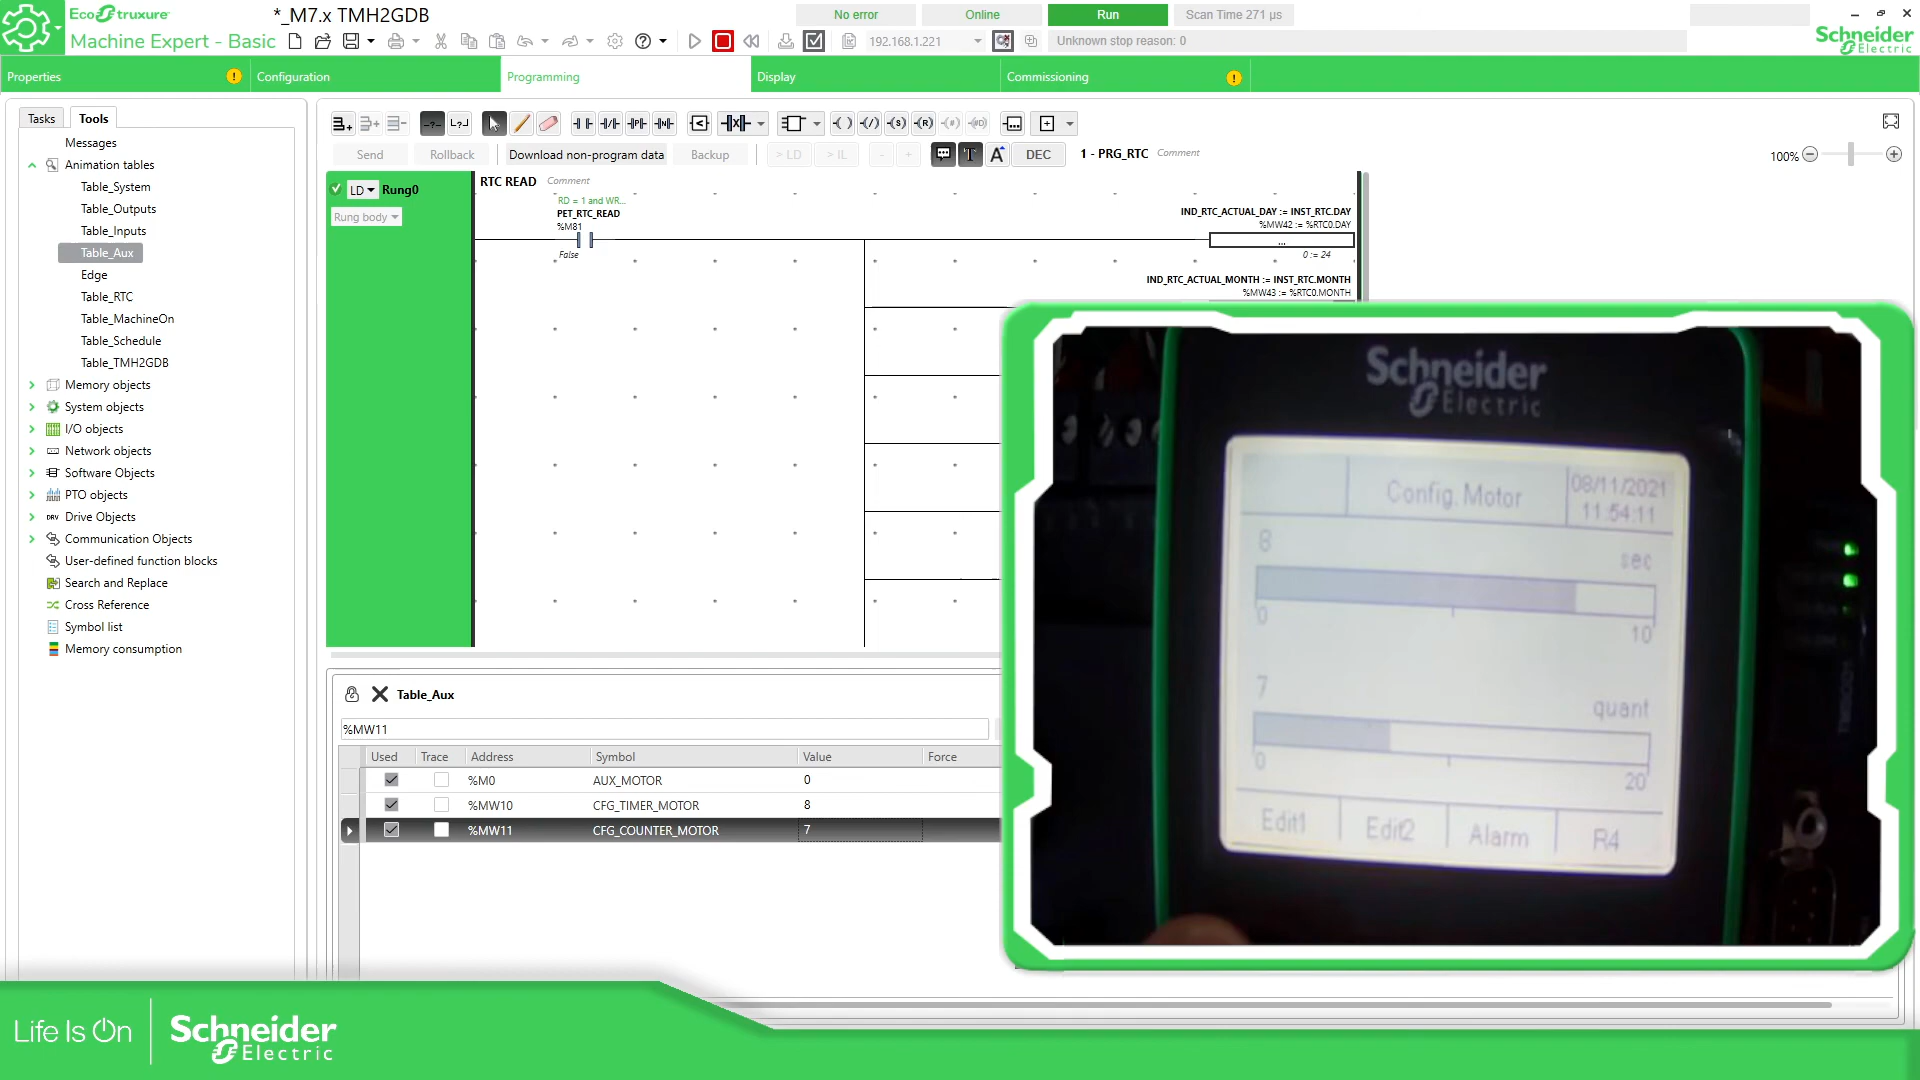 EcoStruxure
Machine Expert - Basic
*_M7.x TMH2GDB
No error
Online
Run
Scan Time 271 µs
192.168.1.221
Unknown stop reason: 0
Schneider
Electric
Properties
Configuration
Programming
Display
Commissioning
Tasks
Tools
Messages
Animation tables
Table_System
Table_Outputs
Table_Inputs
Table_Aux
Edge
Table_RTC
Table_MachineOn
Table_Schedule
Table_TMH2GDB
Memory objects
System objects
I/O objects
Network objects
Software Objects
PTO objects
Drive Objects
Communication Objects
User-defined function blocks
Search and Replace
Cross Reference
Symbol list
Memory consumption
Send
Rollback
Download non-program data
Backup
> LD
> IL
-
+
DEC
1 - PRG_RTC
Comment
100%
LD
Rung0
Rung body
RTC READ
Comment
RD = 1 and WR...
PET_RTC_READ
%M81
False
IND_RTC_ACTUAL_DAY := INST_RTC.DAY
%MW42 := %RTC0.DAY
...
0 := 24
IND_RTC_ACTUAL_MONTH := INST_RTC.MONTH
%MW43 := %RTC0.MONTH
Table_Aux
%MW11
Used Trace Address Symbol Value Force
%M0 AUX_MOTOR 0
%MW10 CFG_TIMER_MOTOR 8
%MW11 CFG_COUNTER_MOTOR 7
Schneider
Electric
Config. Motor
08/11/2021
11:54:11
8
sec
0
10
7
quant
0
20
Edit1
Edit2
Alarm
R4
Life Is On
Schneider
Electric